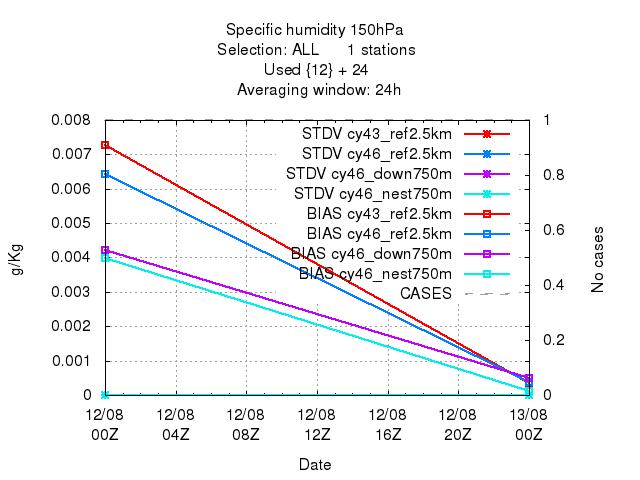 Specific humidity 150hPa
Selection: ALL 1 stations
Used {12} + 24
Averaging window: 24h
0.008
0.007
0.006
0.005
0.004
0.003
0.002
0.001
0
g/Kg
1
0.8
0.6
0.4
0.2
0
No cases
STDV cy43_ref2.5km
STDV cy46_ref2.5km
STDV cy46_down750m
STDV cy46_nest750m
BIAS cy43_ref2.5km
BIAS cy46_ref2.5km
BIAS cy46_down750m
BIAS cy46_nest750m
CASES
12/08 12/08 12/08 12/08 12/08 12/08 13/08
00Z 04Z 08Z 12Z 16Z 20Z 00Z
Date